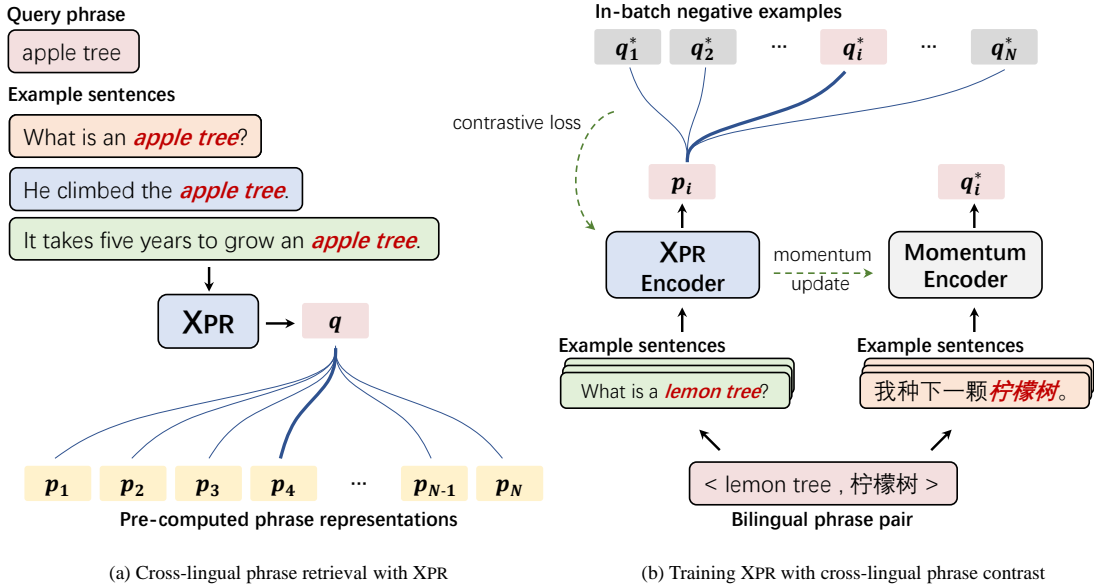 Query phrase
apple tree
Example sentences
What is an apple tree?
He climbed the apple tree.
It takes five years to grow an apple tree.
XPR
q
p1 p2 p3 p4 ... pN-1 pN
Pre-computed phrase representations
(a) Cross-lingual phrase retrieval with XPR
In-batch negative examples
q1* q2* ... qi* ... qN*
contrastive loss
pi
qi*
XPR
Encoder
momentum
update
Momentum
Encoder
Example sentences
What is a lemon tree?
Example sentences
我种下一颗柠檬树。
< lemon tree , 柠檬树 >
Bilingual phrase pair
(b) Training XPR with cross-lingual phrase contrast